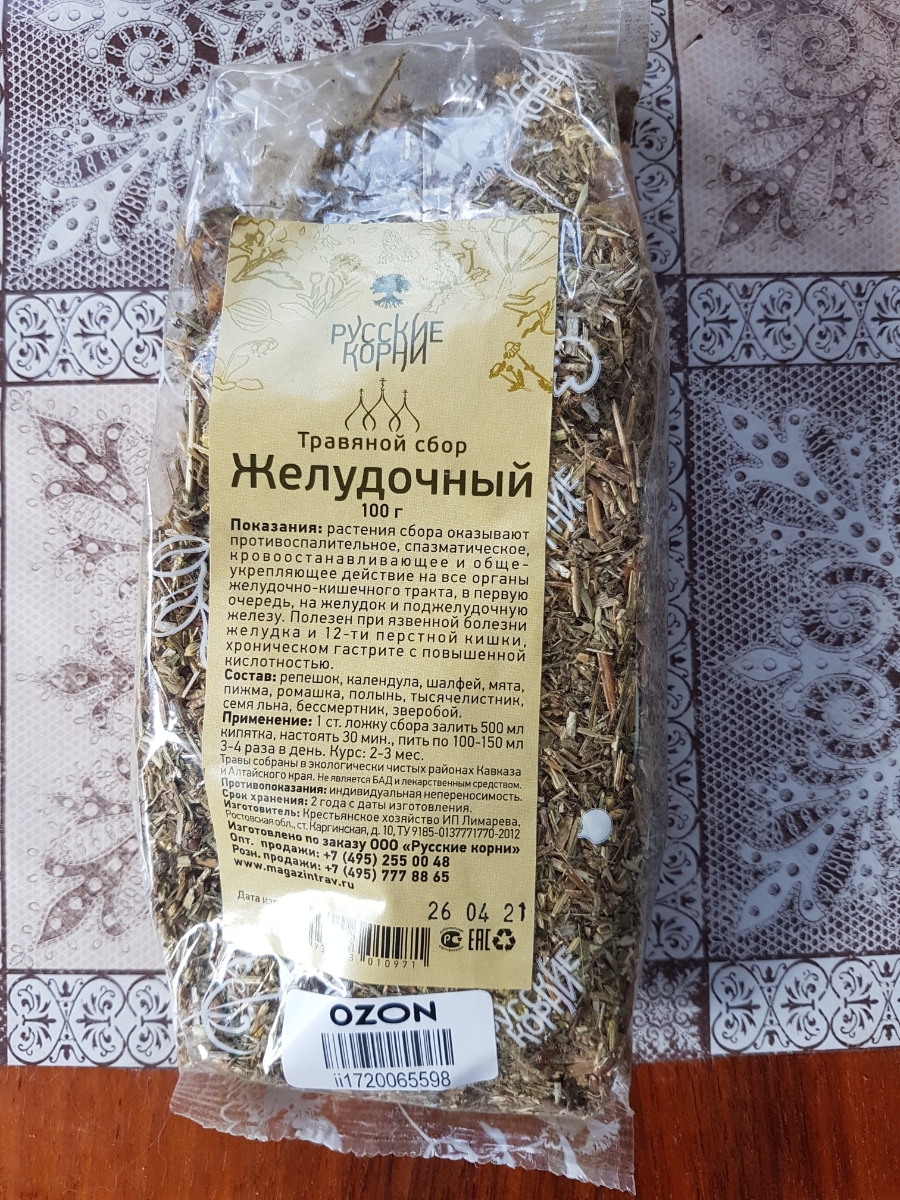 РУССКИЕ
КОРНИ
Травяной сбор
Желудочный
100 г
Показания: растения сбора оказывают
противоспалительное, спазматическое,
кровоостанавливающее и обще-
укрепляющее действие на все органы
желудочно-кишечного тракта, в первую
очередь, на желудок и поджелудочную
железу. Полезен при язвенной болезни
желудка и 12-ти перстной кишки,
хроническом гастрите с повышенной
кислотностью.
Состав: репешок, календула, шалфей, мята,
пижма, ромашка, полынь, тысячелистник,
семя льна, бессмертник, зверобой.
Применение: 1 ст. ложку сбора залить 500 мл
кипятка, настоять 30 мин., пить по 100-150 мл
3-4 раза в день. Курс: 2-3 мес.
Травы собраны в экологически чистых районах Кавказа
и Алтайского края. Не является БАД и лекарственным средством.
Противопоказания: индивидуальная непереносимость.
Срок хранения: 2 года с даты изготовления.
Изготовитель: Крестьянское хозяйство ИП Лимарева,
Ростовская обл., ст. Каргинская, д. 10, ТУ 9185-0137771770-2012
Изготовлено по заказу ООО «Русские корни»
Опт. продажи: +7 (495) 255 00 48
Розн. продажи: +7 (495) 777 88 65
www.magazintrav.ru
Дата
26 04 21
010971
РС ЕАС
OZON
ii1720065598
РУССКИЕ
КОРНИ